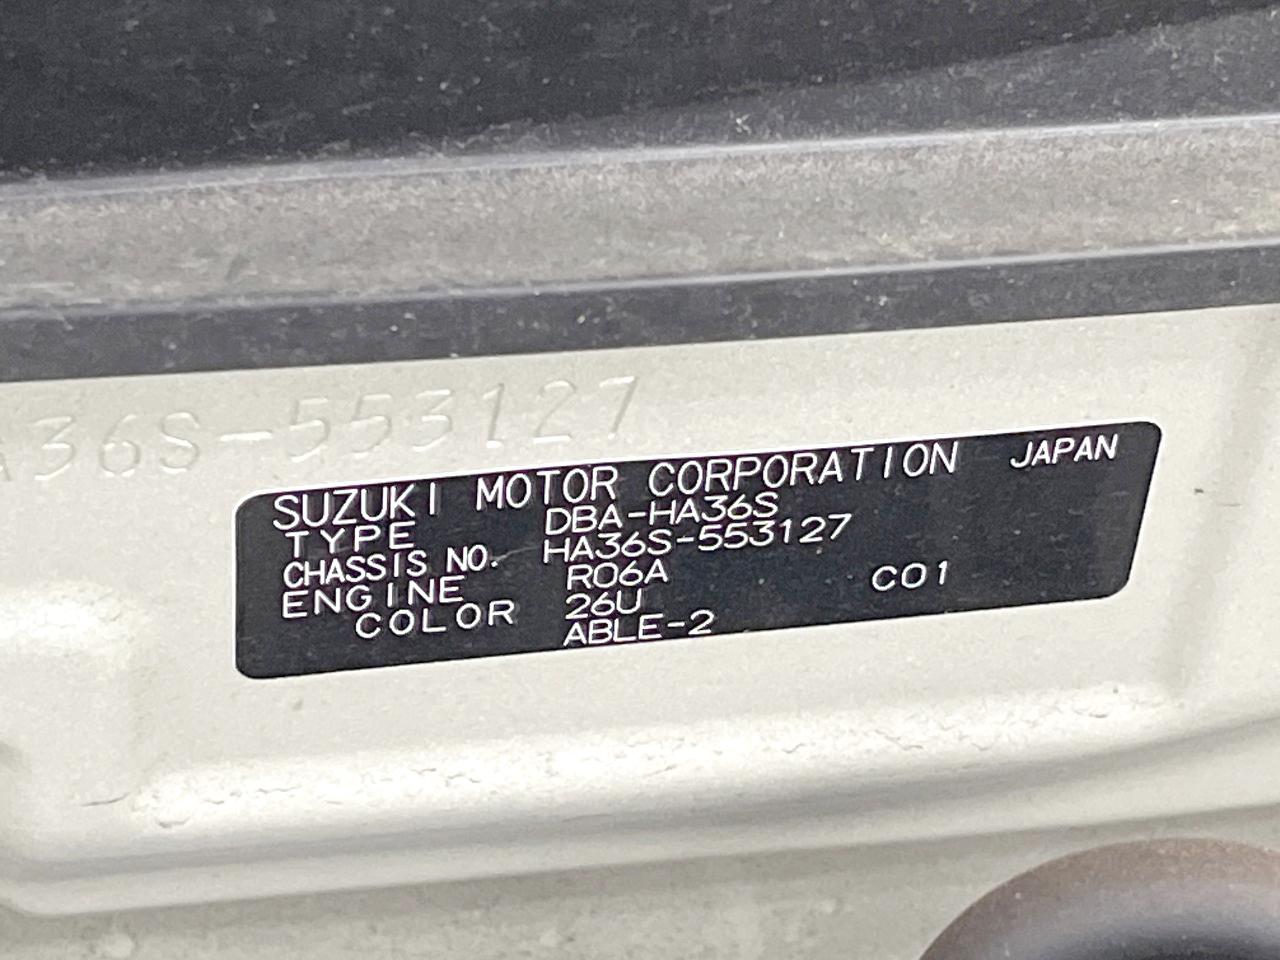 A36S-553127
SUZUKI MOTOR CORPORATION JAPAN
TYPE DBA-HA36S
CHASSIS NO. HA36S-553127
ENGINE R06A
COLOR 26U C01
ABLE-2